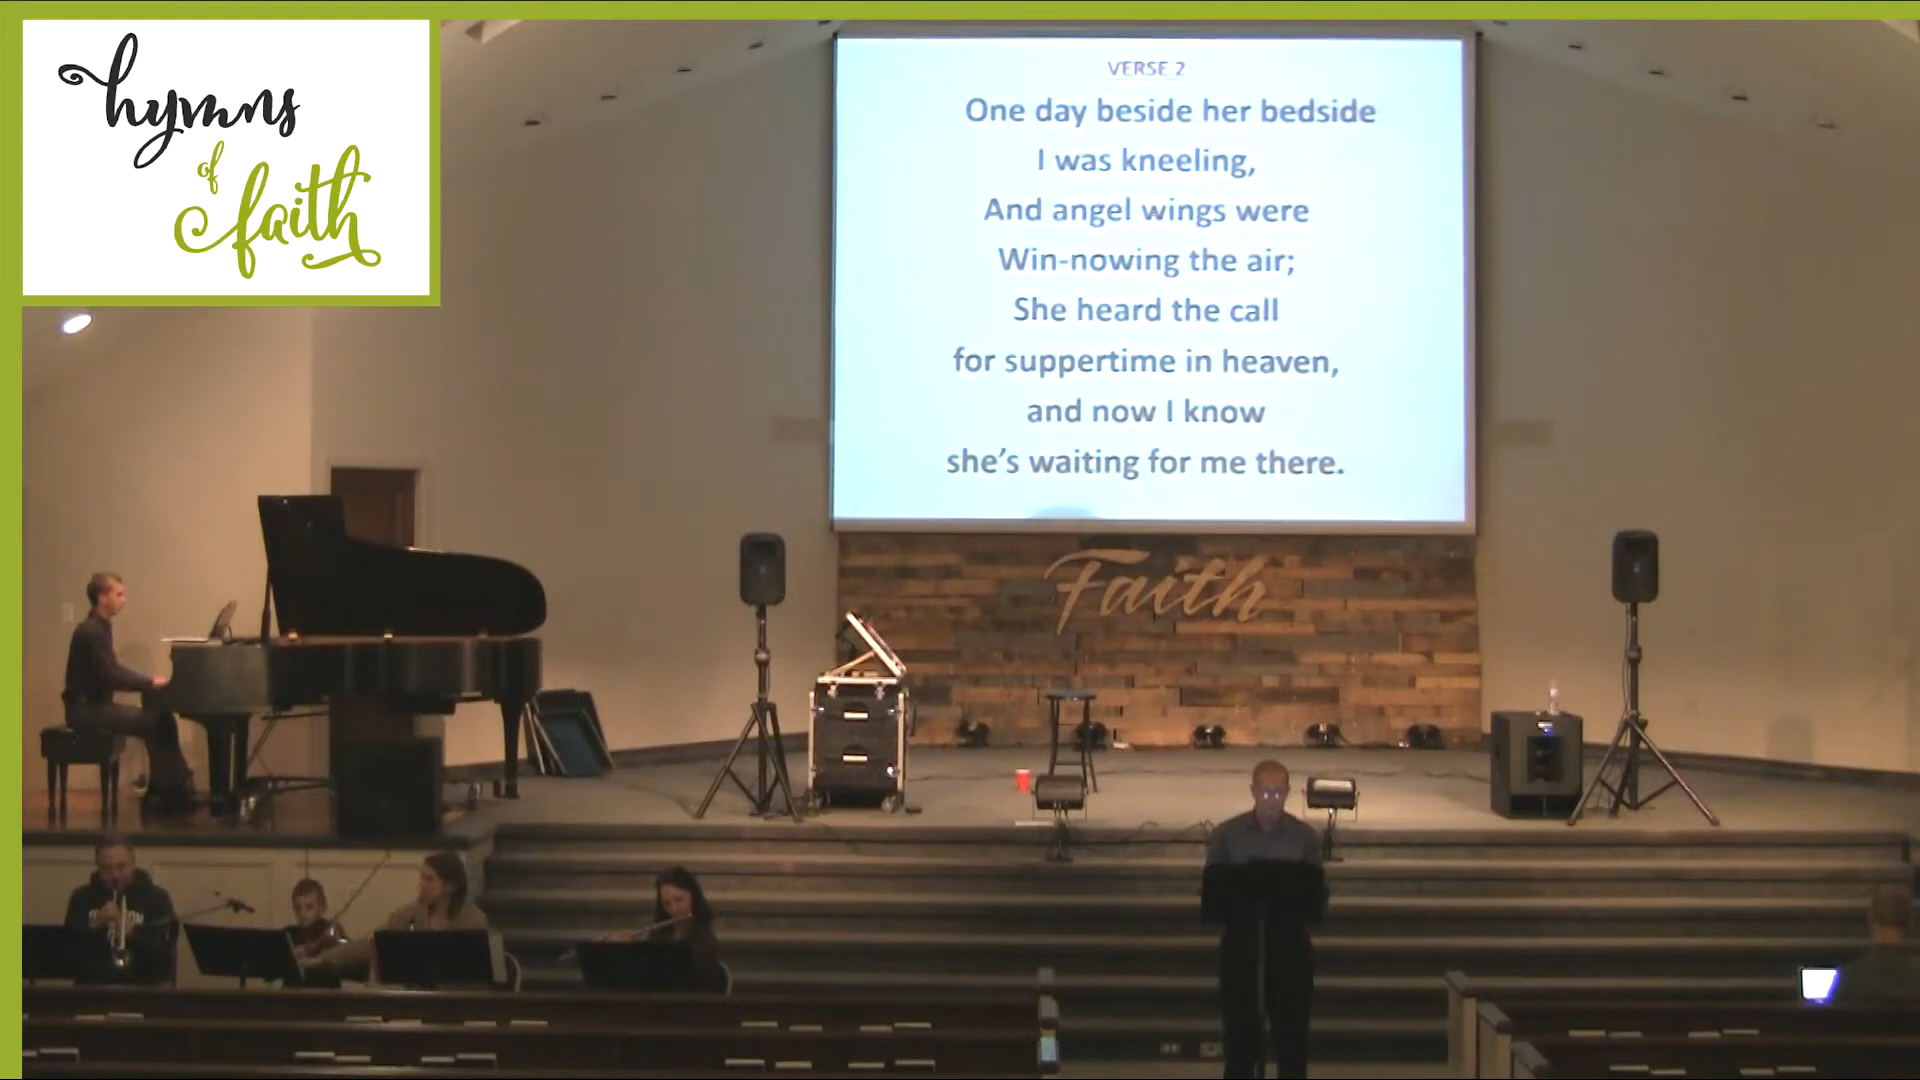 hymns
of
faith
VERSE 2
One day beside her bedside
I was kneeling,
And angel wings were
Win-nowing the air;
She heard the call
for suppertime in heaven,
and now I know
she's waiting for me there.
Faith